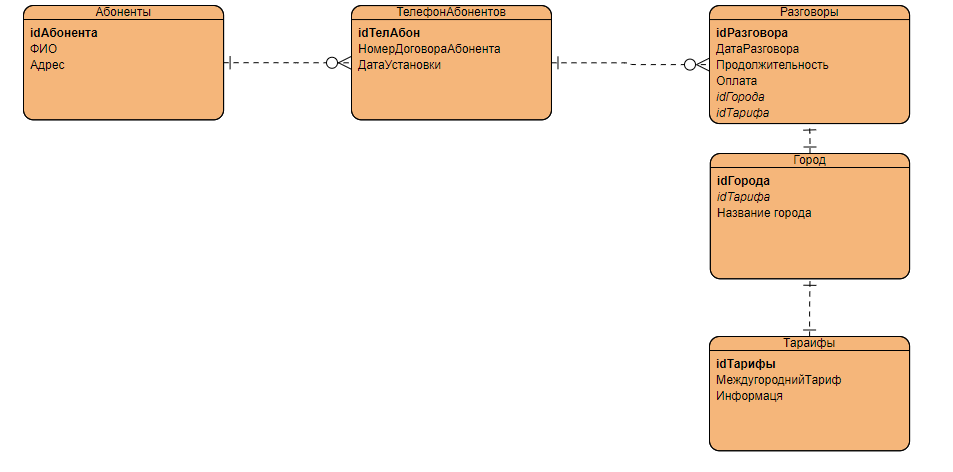 Абоненты
idАбонента
ФИО
Адрес
ТелефонАбонентов
idТелАбон
НомерДоговораАбонента
ДатаУстановки
Разговоры
idРазговора
ДатаРазговора
Продолжительность
Оплата
idГорода
idТарифа
Город
idГорода
idТарифа
Название города
Тараифы
idТарифы
МеждугороднийТариф
Информаця